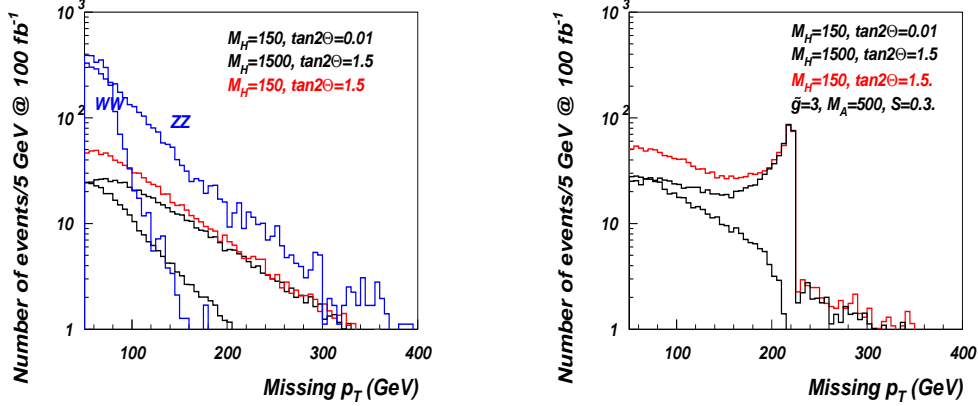 Number of events/5 GeV @ 100 fb⁻¹
10³
10²
10
1
M_H=150, tan2Θ=0.01
M_H=1500, tan2Θ=1.5
M_H=150, tan2Θ=1.5
WW
ZZ
100 200 300 400
Missing p_T (GeV)
Number of events/5 GeV @ 100 fb⁻¹
10³
10²
10
1
M_H=150, tan2Θ=0.01
M_H=1500, tan2Θ=1.5
M_H=150, tan2Θ=1.5.
g̃=3, M_A=500, S=0.3.
100 200 300 400
Missing p_T (GeV)